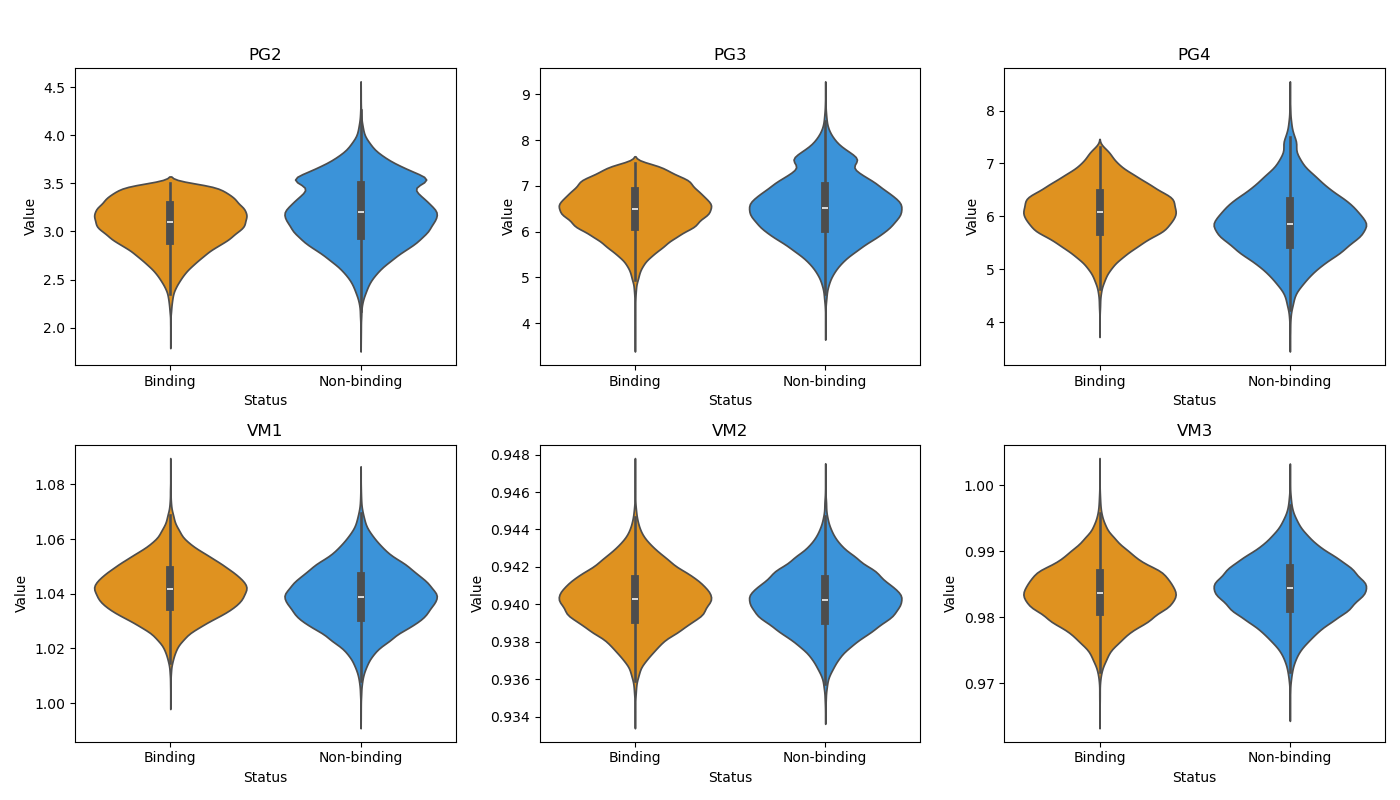 PG2
4.5
4.0
3.5
3.0
2.5
2.0
Value
Binding
Non-binding
Status
PG3
9
8
7
6
5
4
Value
Binding
Non-binding
Status
PG4
8
7
6
5
4
Value
Binding
Non-binding
Status
VM1
1.08
1.06
1.04
1.02
1.00
Value
Binding
Non-binding
Status
VM2
0.948
0.946
0.944
0.942
0.940
0.938
0.936
0.934
Value
Binding
Non-binding
Status
VM3
1.00
0.99
0.98
0.97
Value
Binding
Non-binding
Status